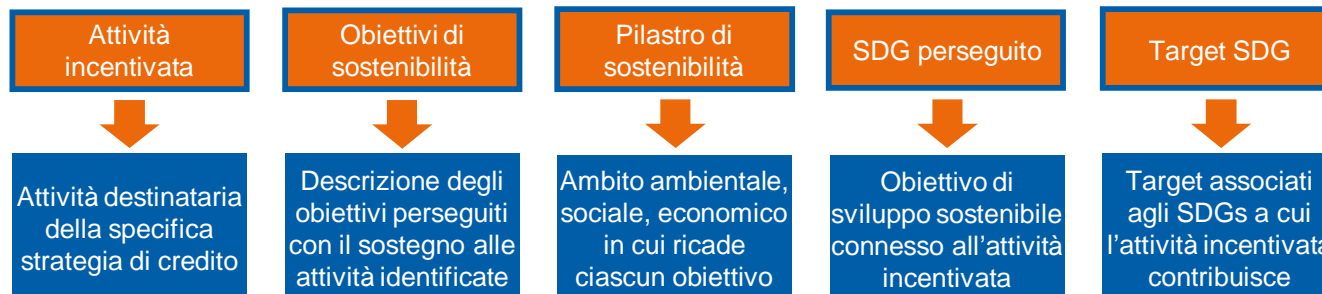 Attività
incentivata
Obiettivi di
sostenibilità
Pilastro di
sostenibilità
SDG perseguito
Target SDG
Attività destinataria
della specifica
strategia di credito
Descrizione degli
obiettivi perseguiti
con il sostegno alle
attività identificate
Ambito ambientale,
sociale, economico
in cui ricade
ciascun obiettivo
Obiettivo di
sviluppo sostenibile
connesso all'attività
incentivata
Target associati
agli SDGs a cui
l'attività incentivata
contribuisce